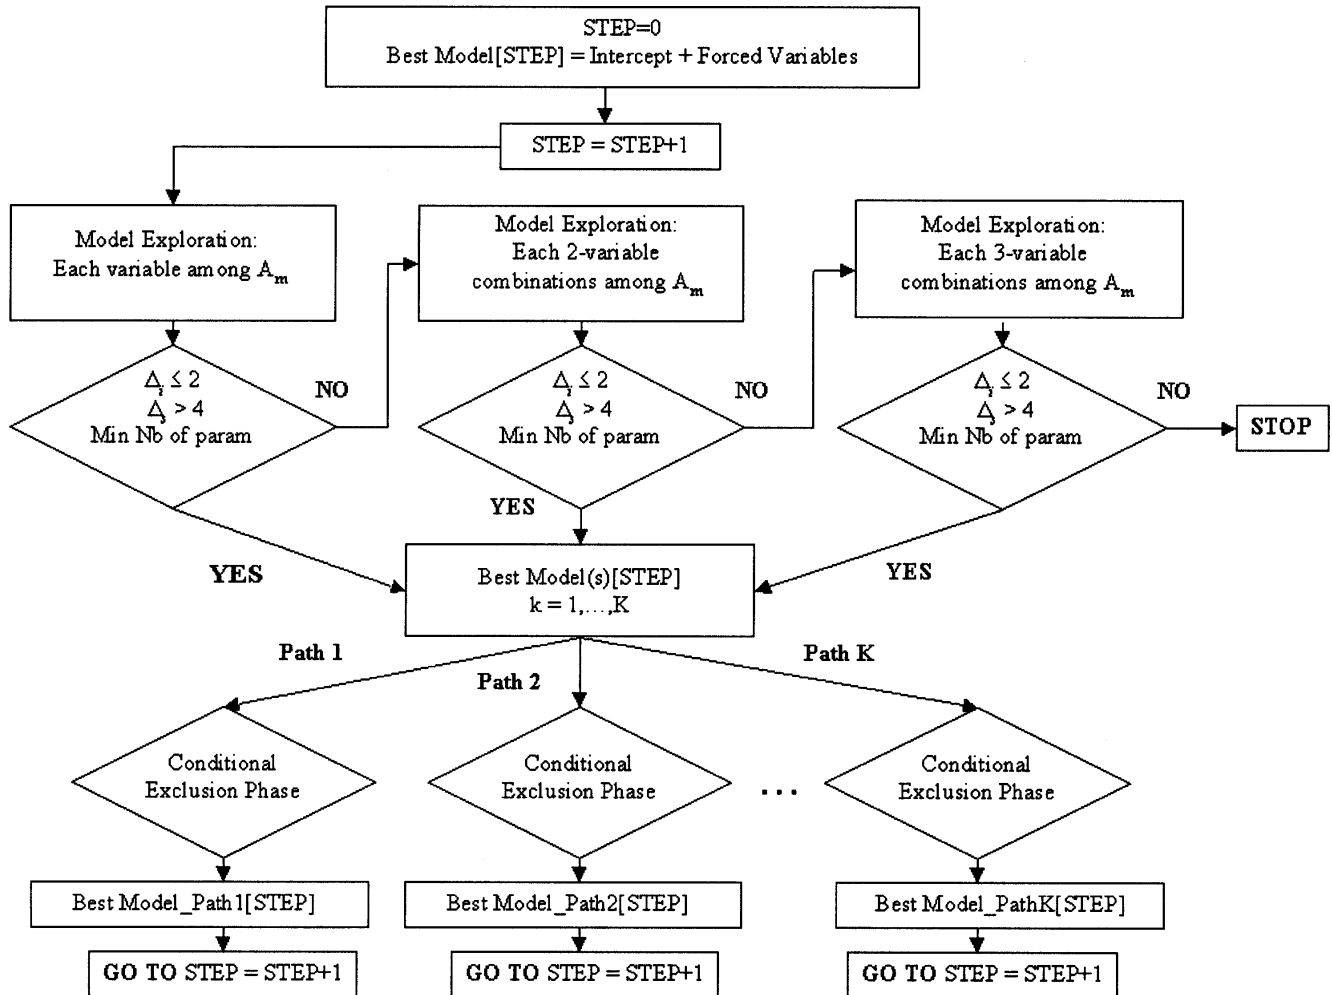 STEP=0
Best Model[STEP] = Intercept + Forced Variables
STEP = STEP+1
Model Exploration:
Each variable among Am
Model Exploration:
Each 2-variable
combinations among Am
Model Exploration:
Each 3-variable
combinations among Am
Δi ≤ 2
Δs > 4
Min Nb of param
NO
Δi ≤ 2
Δs > 4
Min Nb of param
NO
Δi ≤ 2
Δs > 4
Min Nb of param
NO
STOP
YES
YES
YES
Best Model(s)[STEP]
k = 1,...,K
Path 1
Path 2
Path K
Conditional
Exclusion Phase
Conditional
Exclusion Phase
...
Conditional
Exclusion Phase
Best Model_Path1[STEP]
Best Model_Path2[STEP]
Best Model_PathK[STEP]
GO TO STEP = STEP+1
GO TO STEP = STEP+1
GO TO STEP = STEP+1